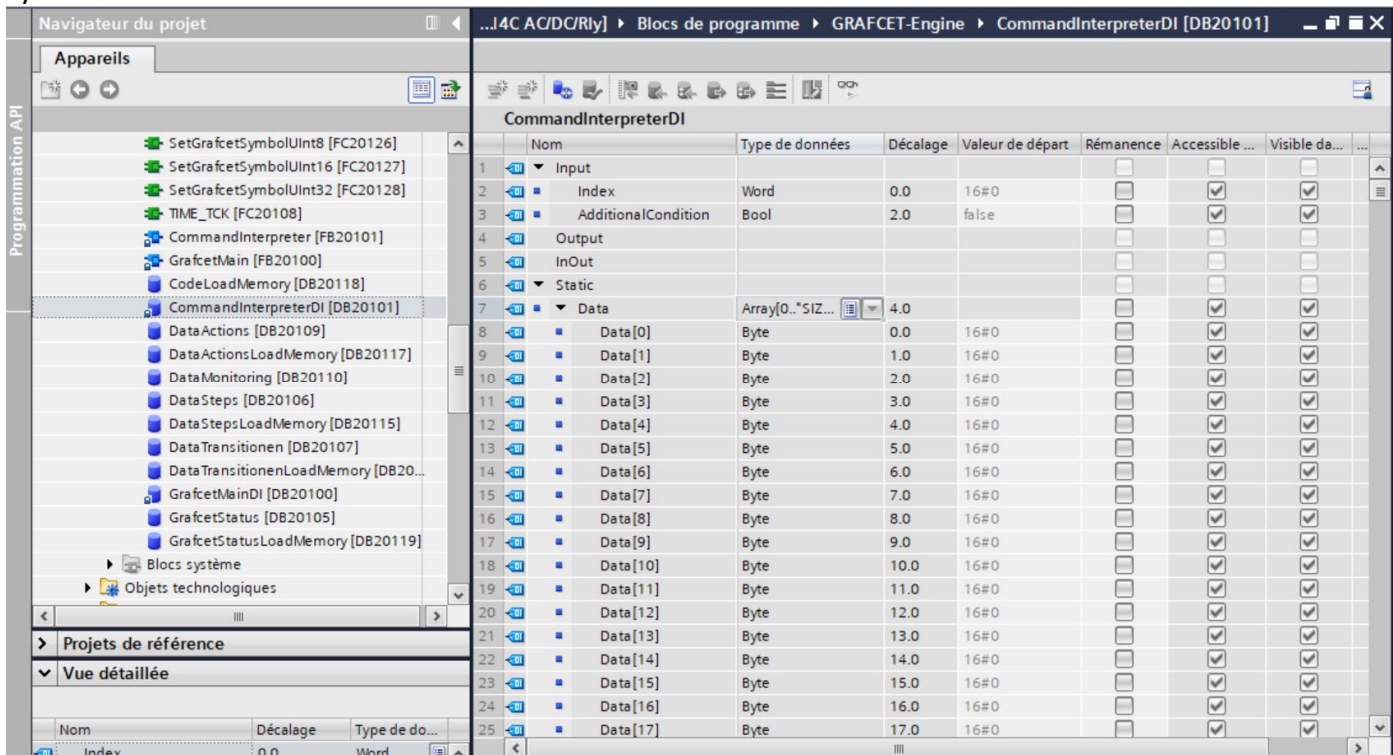 Navigateur du projet
...I4C AC/DC/Rly] ▸ Blocs de programme ▸ GRAFCET-Engine ▸ CommandInterpreterDI [DB20101]
Appareils
Programmation API
SetGrafcetSymbolUInt8 [FC20126]
SetGrafcetSymbolUInt16 [FC20127]
SetGrafcetSymbolUInt32 [FC20128]
TIME_TCK [FC20108]
CommandInterpreter [FB20101]
GrafcetMain [FB20100]
CodeLoadMemory [DB20118]
CommandInterpreterDI [DB20101]
DataActions [DB20109]
DataActionsLoadMemory [DB20117]
DataMonitoring [DB20110]
DataSteps [DB20106]
DataStepsLoadMemory [DB20115]
DataTransitionen [DB20107]
DataTransitionenLoadMemory [DB20...
GrafcetMainDI [DB20100]
GrafcetStatus [DB20105]
GrafcetStatusLoadMemory [DB20119]
Blocs système
Objets technologiques
Projets de référence
Vue détaillée
Nom Décalage Type de do...
Index 0.0 Word
CommandInterpreterDI
Nom Type de données Décalage Valeur de départ Rémanence Accessible ... Visible da... ...
1 Input
2 Index Word 0.0 16#0
3 AdditionalCondition Bool 2.0 false
4 Output
5 InOut
6 Static
7 Data Array[0.."SIZ... 4.0
8 Data[0] Byte 0.0 16#0
9 Data[1] Byte 1.0 16#0
10 Data[2] Byte 2.0 16#0
11 Data[3] Byte 3.0 16#0
12 Data[4] Byte 4.0 16#0
13 Data[5] Byte 5.0 16#0
14 Data[6] Byte 6.0 16#0
15 Data[7] Byte 7.0 16#0
16 Data[8] Byte 8.0 16#0
17 Data[9] Byte 9.0 16#0
18 Data[10] Byte 10.0 16#0
19 Data[11] Byte 11.0 16#0
20 Data[12] Byte 12.0 16#0
21 Data[13] Byte 13.0 16#0
22 Data[14] Byte 14.0 16#0
23 Data[15] Byte 15.0 16#0
24 Data[16] Byte 16.0 16#0
25 Data[17] Byte 17.0 16#0